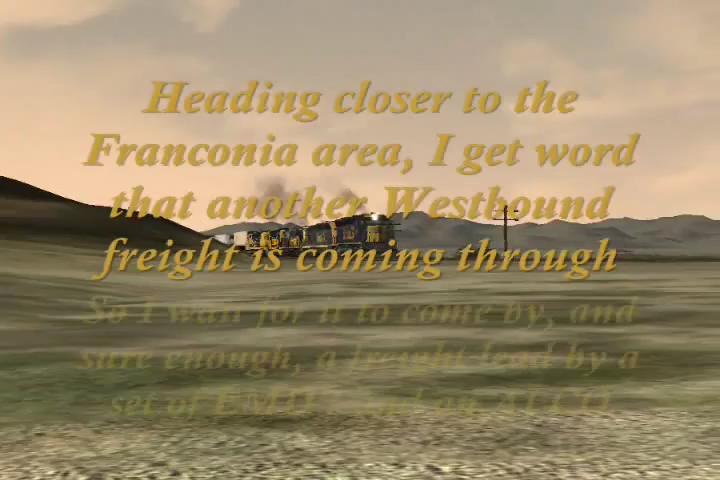 Heading closer to the
Franconia area, I get word
that another Westbound
freight is coming through
So I wait for it to come by, and
sure enough, a freight lead by a
set of EMD's and an ALCO